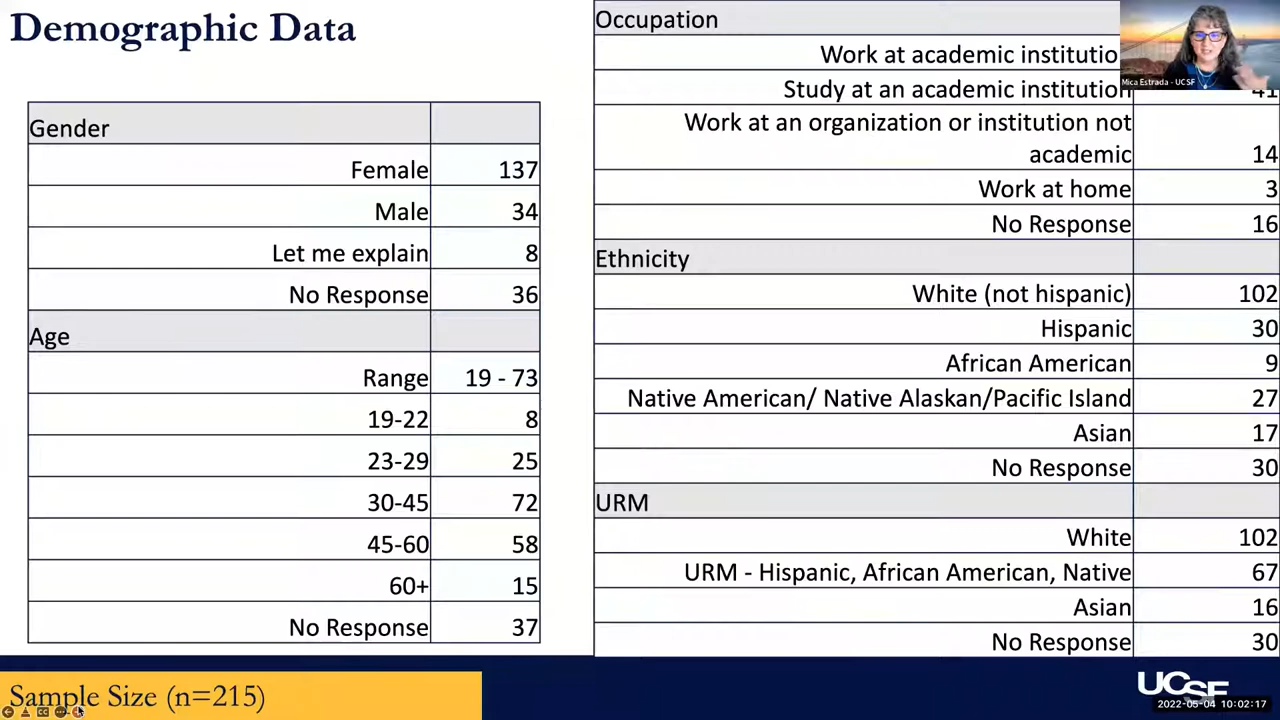 Demographic Data
Gender
Female 137
Male 34
Let me explain 8
No Response 36
Age
Range 19 - 73
19-22 8
23-29 25
30-45 72
45-60 58
60+ 15
No Response 37
Occupation
Work at academic institutio
Study at an academic institution 41
Work at an organization or institution not
academic 14
Work at home 3
No Response 16
Ethnicity
White (not hispanic) 102
Hispanic 30
African American 9
Native American/ Native Alaskan/Pacific Island 27
Asian 17
No Response 30
URM
White 102
URM - Hispanic, African American, Native 67
Asian 16
No Response 30
Mica Estrada - UCSF
Sample Size (n=215)
UCSF
2022-05-04 10:02:17